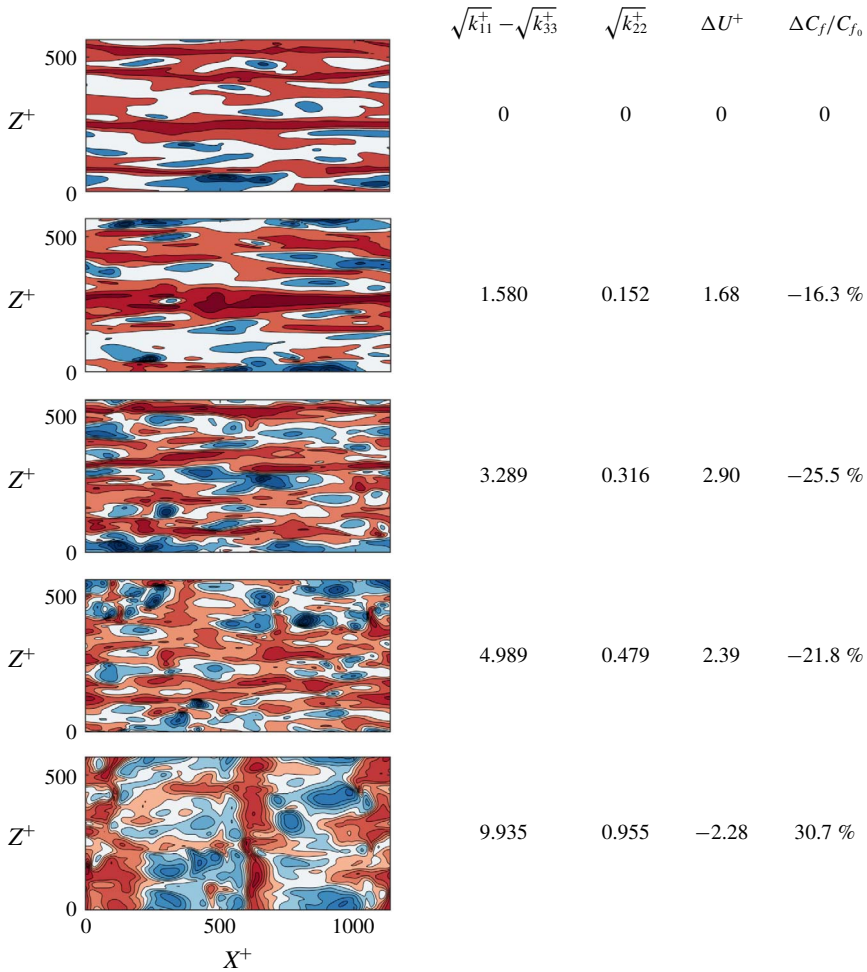 √k₁₁⁺ − √k₃₃⁺ √k₂₂⁺ ΔU⁺ ΔC_f/C_f₀
500
Z⁺
0
0 0 0 0
500
Z⁺
0
1.580 0.152 1.68 −16.3 %
500
Z⁺
0
3.289 0.316 2.90 −25.5 %
500
Z⁺
0
4.989 0.479 2.39 −21.8 %
500
Z⁺
0
9.935 0.955 −2.28 30.7 %
0 500 1000
X⁺